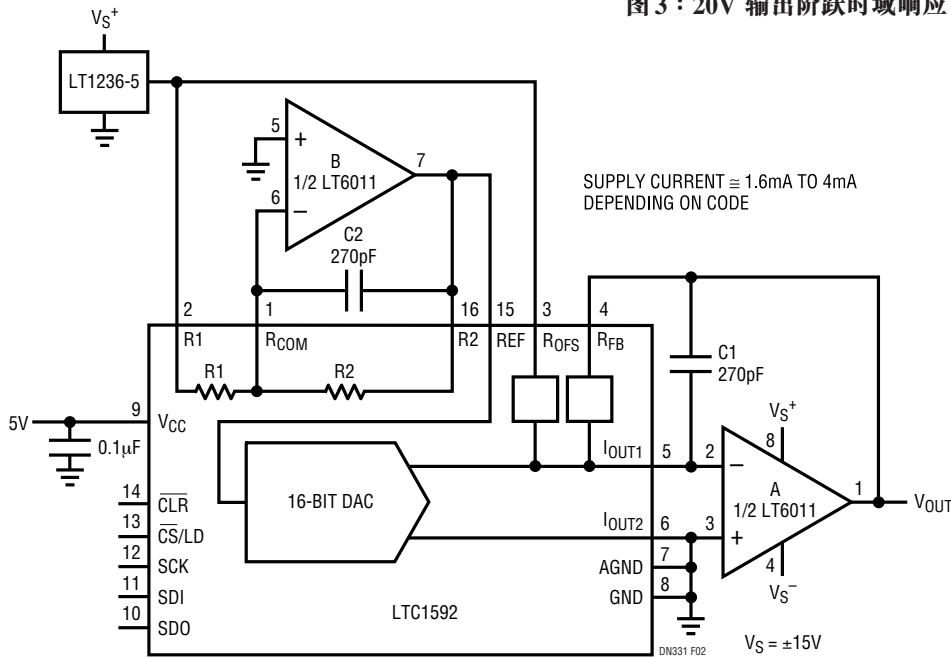 图3：20V 输出阶跃时域响应
VS+
LT1236-5
5
+
B
1/2 LT6011
7
6
–
C2
270pF
SUPPLY CURRENT ≅ 1.6mA TO 4mA
DEPENDING ON CODE
2
1
16
15
3
4
R1
RCOM
R2
REF
ROFS
RFB
C1
270pF
R1
R2
5V
9
VCC
0.1µF
IOUT1
5
2
–
VS+
8
A
1/2 LT6011
1
VOUT
16-BIT DAC
14
CLR
13
CS/LD
12
SCK
11
SDI
10
SDO
IOUT2
6
3
+
4
VS–
AGND
7
GND
8
LTC1592
DN331 F02
VS = ±15V